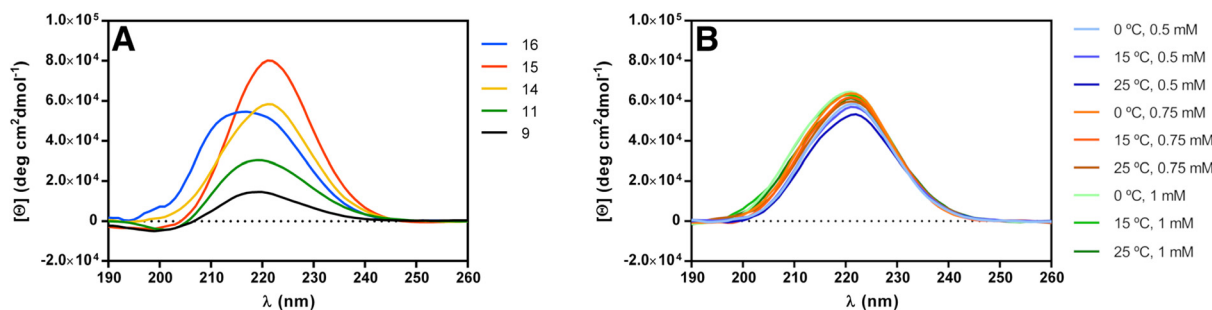 A
[Θ] (deg cm²dmol⁻¹)
1.0×10⁵
8.0×10⁴
6.0×10⁴
4.0×10⁴
2.0×10⁴
0
-2.0×10⁴
190 200 210 220 230 240 250 260
λ (nm)
16
15
14
11
9
B
[Θ] (deg cm²dmol⁻¹)
1.0×10⁵
8.0×10⁴
6.0×10⁴
4.0×10⁴
2.0×10⁴
0
-2.0×10⁴
190 200 210 220 230 240 250 260
λ (nm)
0 ºC, 0.5 mM
15 ºC, 0.5 mM
25 ºC, 0.5 mM
0 ºC, 0.75 mM
15 ºC, 0.75 mM
25 ºC, 0.75 mM
0 ºC, 1 mM
15 ºC, 1 mM
25 ºC, 1 mM